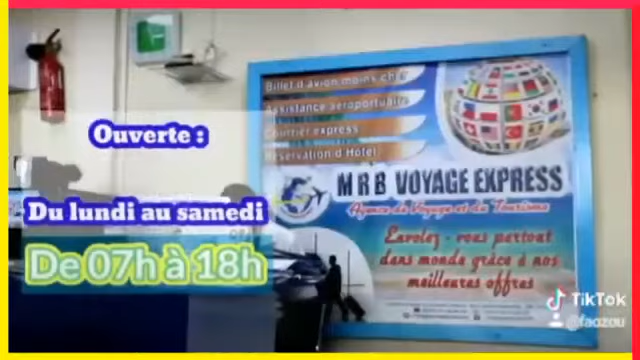 Ouverte :
Du lundi au samedi
De 07h à 18h
Billet d'avion moins cher
Assistance aéroportuaire
Courrier express
Réservation d'Hôtel
MRB VOYAGE EXPRESS
Agence de Voyage et du Tourisme
Envolez - vous partout
dans monde grâce à nos
meilleures offres
TikTok
@faozou